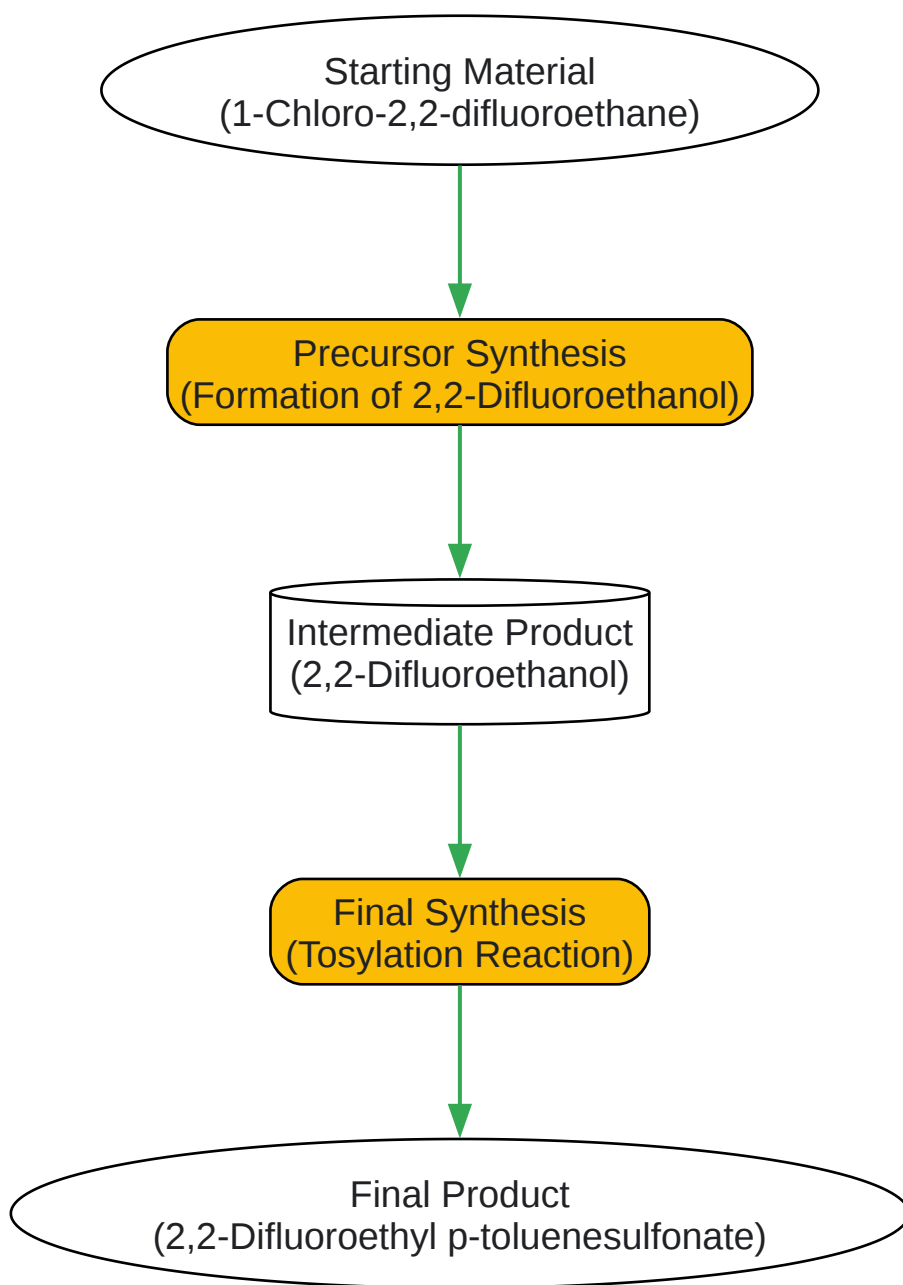 Starting Material
(1-Chloro-2,2-difluoroethane)
Precursor Synthesis
(Formation of 2,2-Difluoroethanol)
Intermediate Product
(2,2-Difluoroethanol)
Final Synthesis
(Tosylation Reaction)
Final Product
(2,2-Difluoroethyl p-toluenesulfonate)